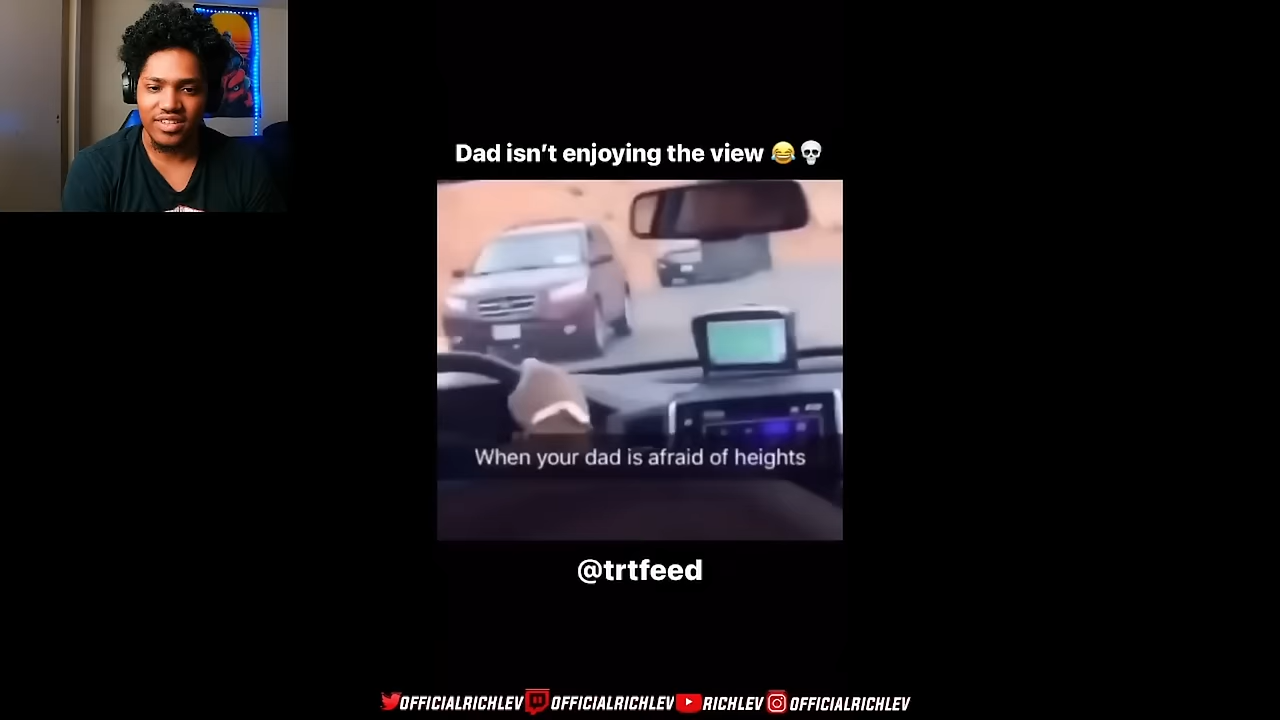 Dad isn’t enjoying the view 😂💀
When your dad is afraid of heights
@trtfeed
OFFICIALRICHLEV OFFICIALRICHLEV RICHLEV OFFICIALRICHLEV